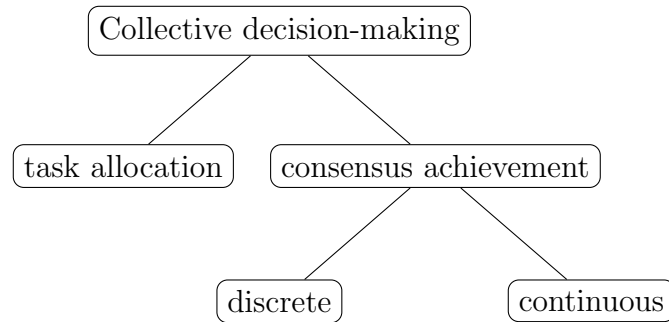 Collective decision-making
task allocation
consensus achievement
discrete
continuous